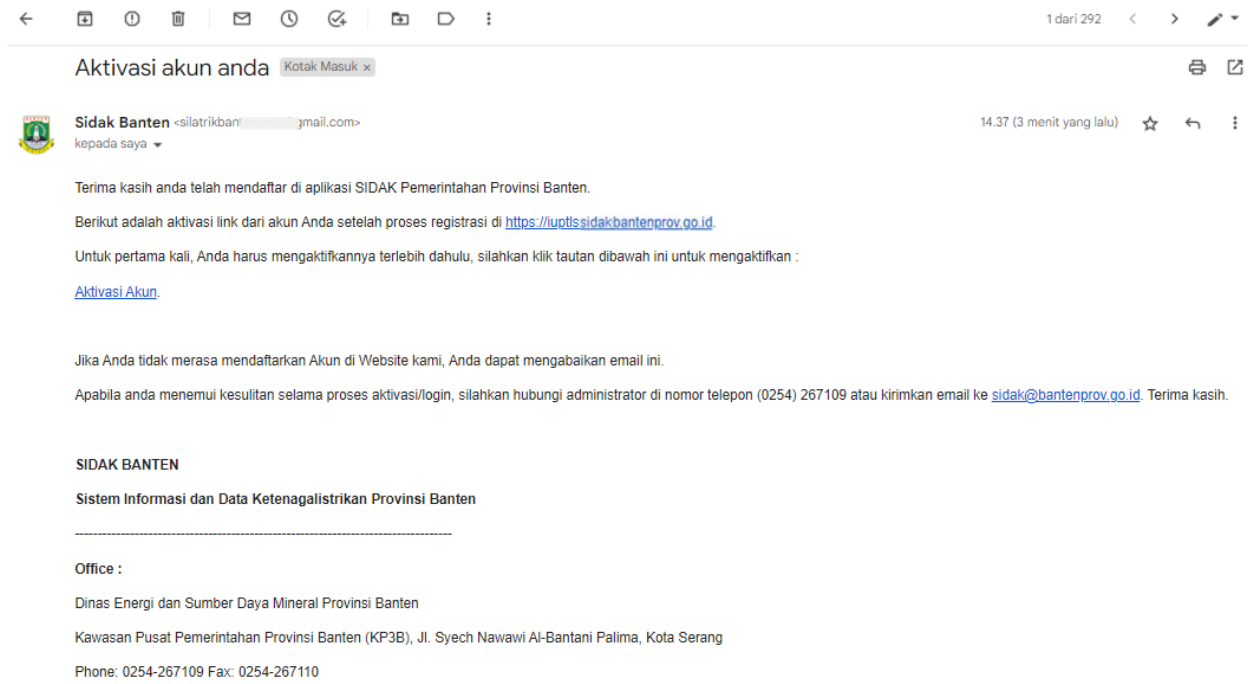 1 dari 292
Aktivasi akun anda Kotak Masuk ×
Sidak Banten <silatrikban gmail.com> 14.37 (3 menit yang lalu)
kepada saya
Terima kasih anda telah mendaftar di aplikasi SIDAK Pemerintahan Provinsi Banten.
Berikut adalah aktivasi link dari akun Anda setelah proses registrasi di https://iuptlssidakbantenprov.go.id.
Untuk pertama kali, Anda harus mengaktifkannya terlebih dahulu, silahkan klik tautan dibawah ini untuk mengaktifkan :
Aktivasi Akun.
Jika Anda tidak merasa mendaftarkan Akun di Website kami, Anda dapat mengabaikan email ini.
Apabila anda menemui kesulitan selama proses aktivasi/login, silahkan hubungi administrator di nomor telepon (0254) 267109 atau kirimkan email ke sidak@bantenprov.go.id. Terima kasih.
SIDAK BANTEN
Sistem Informasi dan Data Ketenagalistrikan Provinsi Banten
------------------------------------------------------------------------------------
Office :
Dinas Energi dan Sumber Daya Mineral Provinsi Banten
Kawasan Pusat Pemerintahan Provinsi Banten (KP3B), Jl. Syech Nawawi Al-Bantani Palima, Kota Serang
Phone: 0254-267109 Fax: 0254-267110